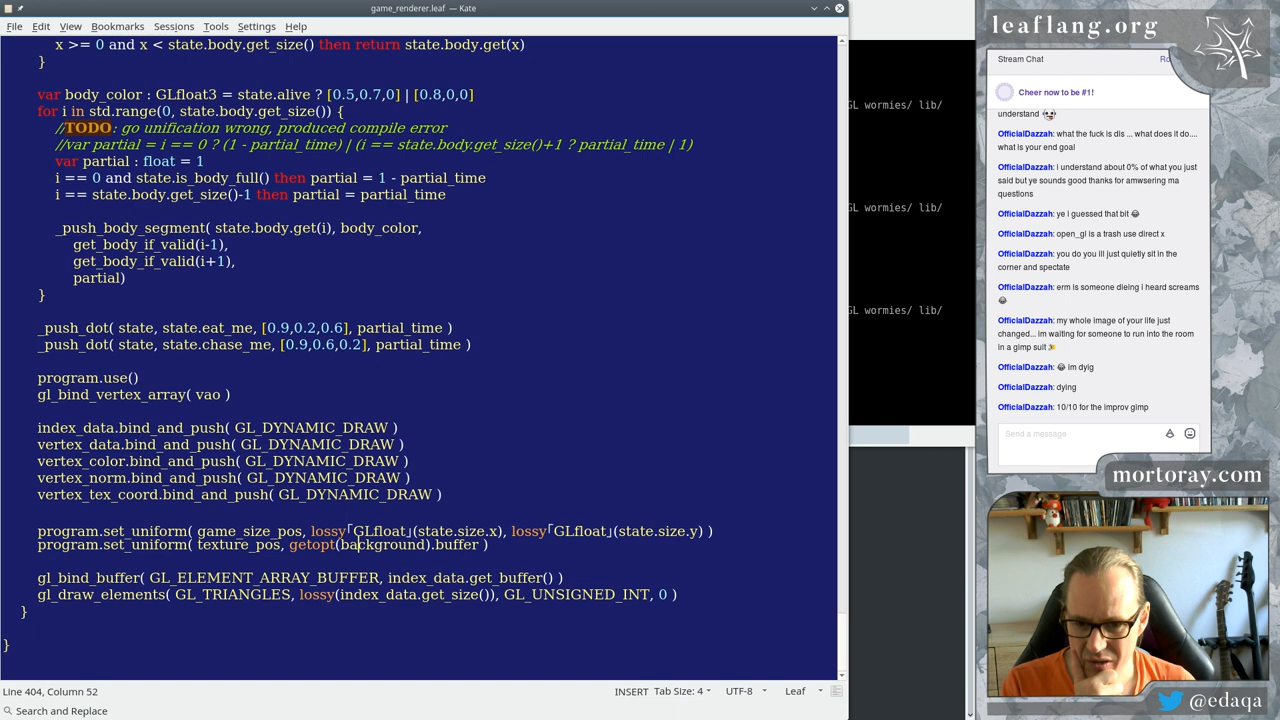 game_renderer.leaf — Kate
File Edit View Bookmarks Sessions Tools Settings Help
x >= 0 and x < state.body.get_size() then return state.body.get(x)
}
var body_color : GLfloat3 = state.alive ? [0.5,0.7,0] | [0.8,0,0]
for i in std.range(0, state.body.get_size()) {
//TODO: go unification wrong, produced compile error
//var partial = i == 0 ? (1 - partial_time) | (i == state.body.get_size()+1 ? partial_time | 1)
var partial : float = 1
i == 0 and state.is_body_full() then partial = 1 - partial_time
i == state.body.get_size()-1 then partial = partial_time
_push_body_segment( state.body.get(i), body_color,
get_body_if_valid(i-1),
get_body_if_valid(i+1),
partial)
}
_push_dot( state, state.eat_me, [0.9,0.2,0.6], partial_time )
_push_dot( state, state.chase_me, [0.9,0.6,0.2], partial_time )
program.use()
gl_bind_vertex_array( vao )
index_data.bind_and_push( GL_DYNAMIC_DRAW )
vertex_data.bind_and_push( GL_DYNAMIC_DRAW )
vertex_color.bind_and_push( GL_DYNAMIC_DRAW )
vertex_norm.bind_and_push( GL_DYNAMIC_DRAW )
vertex_tex_coord.bind_and_push( GL_DYNAMIC_DRAW )
program.set_uniform( game_size_pos, lossy「GLfloat」(state.size.x), lossy「GLfloat」(state.size.y) )
program.set_uniform( texture_pos, getopt(background).buffer )
gl_bind_buffer( GL_ELEMENT_ARRAY_BUFFER, index_data.get_buffer() )
gl_draw_elements( GL_TRIANGLES, lossy(index_data.get_size()), GL_UNSIGNED_INT, 0 )
}
}
Line 404, Column 52
INSERT Tab Size: 4 UTF-8 Leaf
Search and Replace
GL wormies/ lib/
GL wormies/ lib/
GL wormies/ lib/
leaflang.org
Stream Chat
Cheer now to be #1!
understand
OfficialDazzah: what the fuck is dis ... what does it do....
what is your end goal
OfficialDazzah: i understand about 0% of what you just
said but ye sounds good thanks for amwsering ma
questions
OfficialDazzah: ye i guessed that bit 😂
OfficialDazzah: open_gl is a trash use direct x
OfficialDazzah: you do you ill just quietly sit in the
corner and spectate
OfficialDazzah: erm is someone dieing i heard screams
😂
OfficialDazzah: my whole image of your life just
changed... im waiting for someone to run into the room
in a gimp suit
OfficialDazzah: 😂 im dyig
OfficialDazzah: dying
OfficialDazzah: 10/10 for the improv gimp
Send a message
mortoray.com
@edaqa